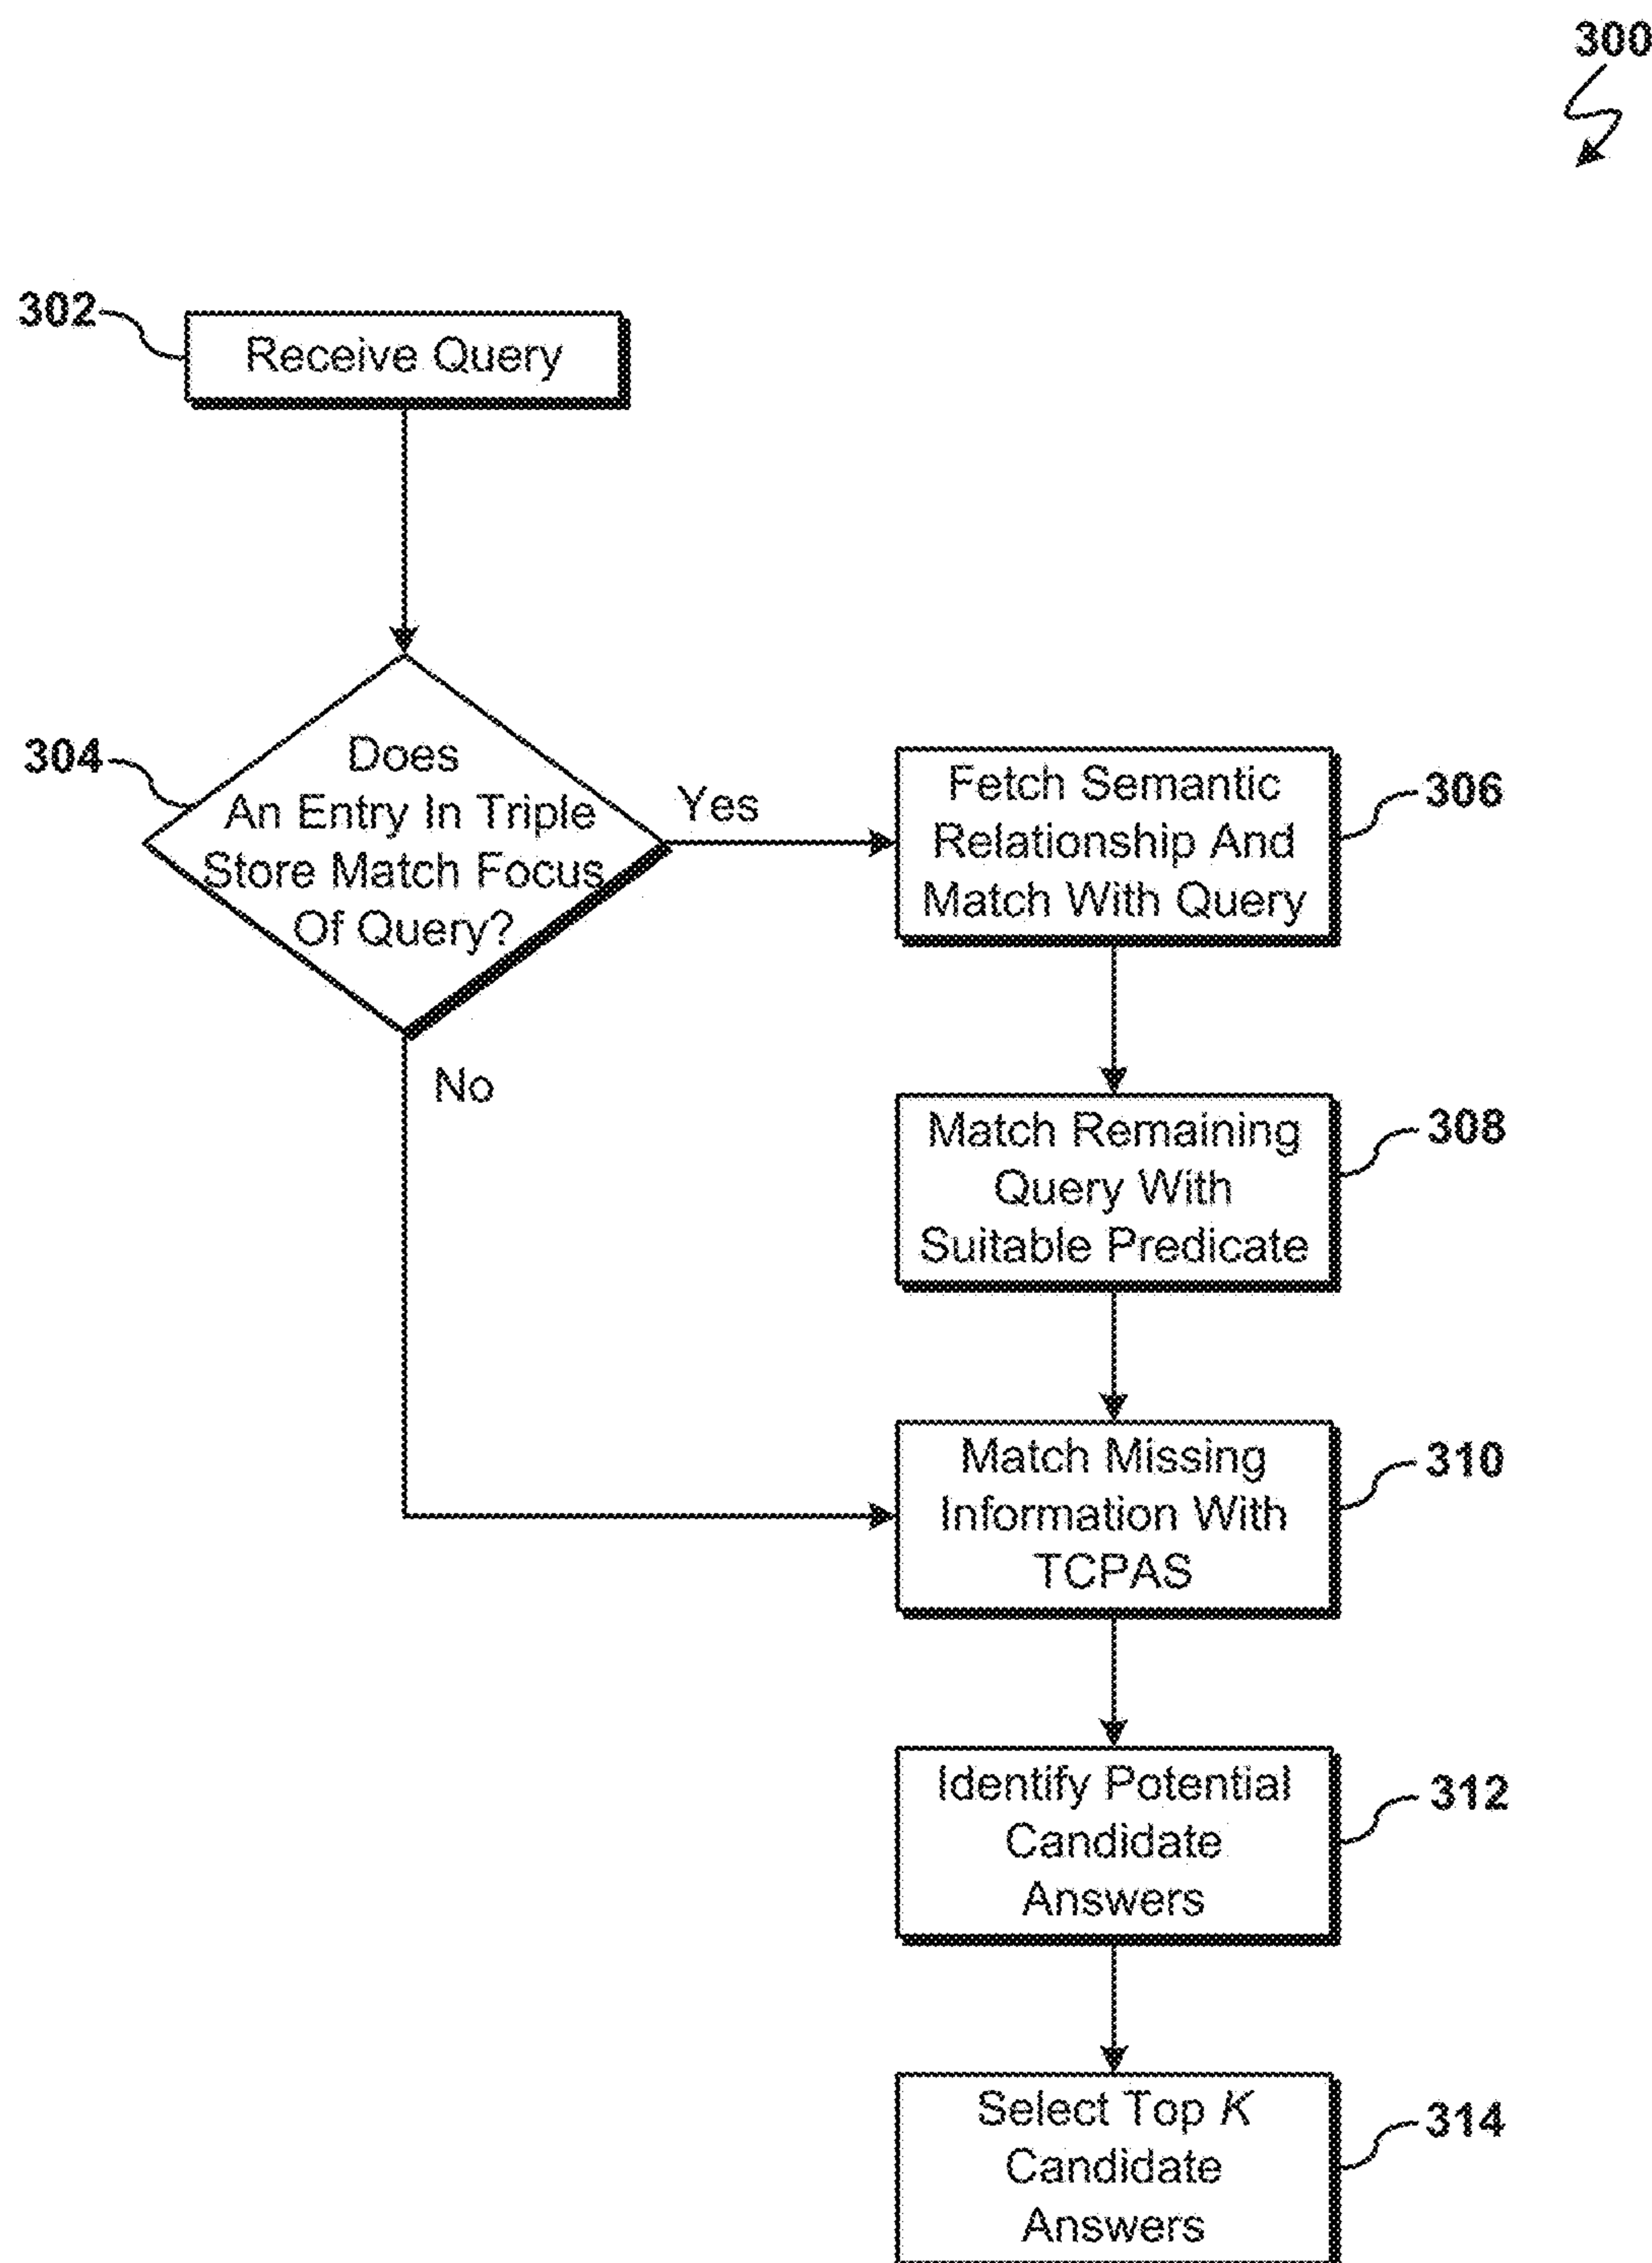 300
302
Receive Query
304
Does
An Entry In Triple
Store Match Focus
Of Query?
Yes
No
Fetch Semantic
Relationship And
Match With Query
306
Match Remaining
Query With
Suitable Predicate
308
Match Missing
Information With
TCPAS
310
Identify Potential
Candidate
Answers
312
Select Top K
Candidate
Answers
314